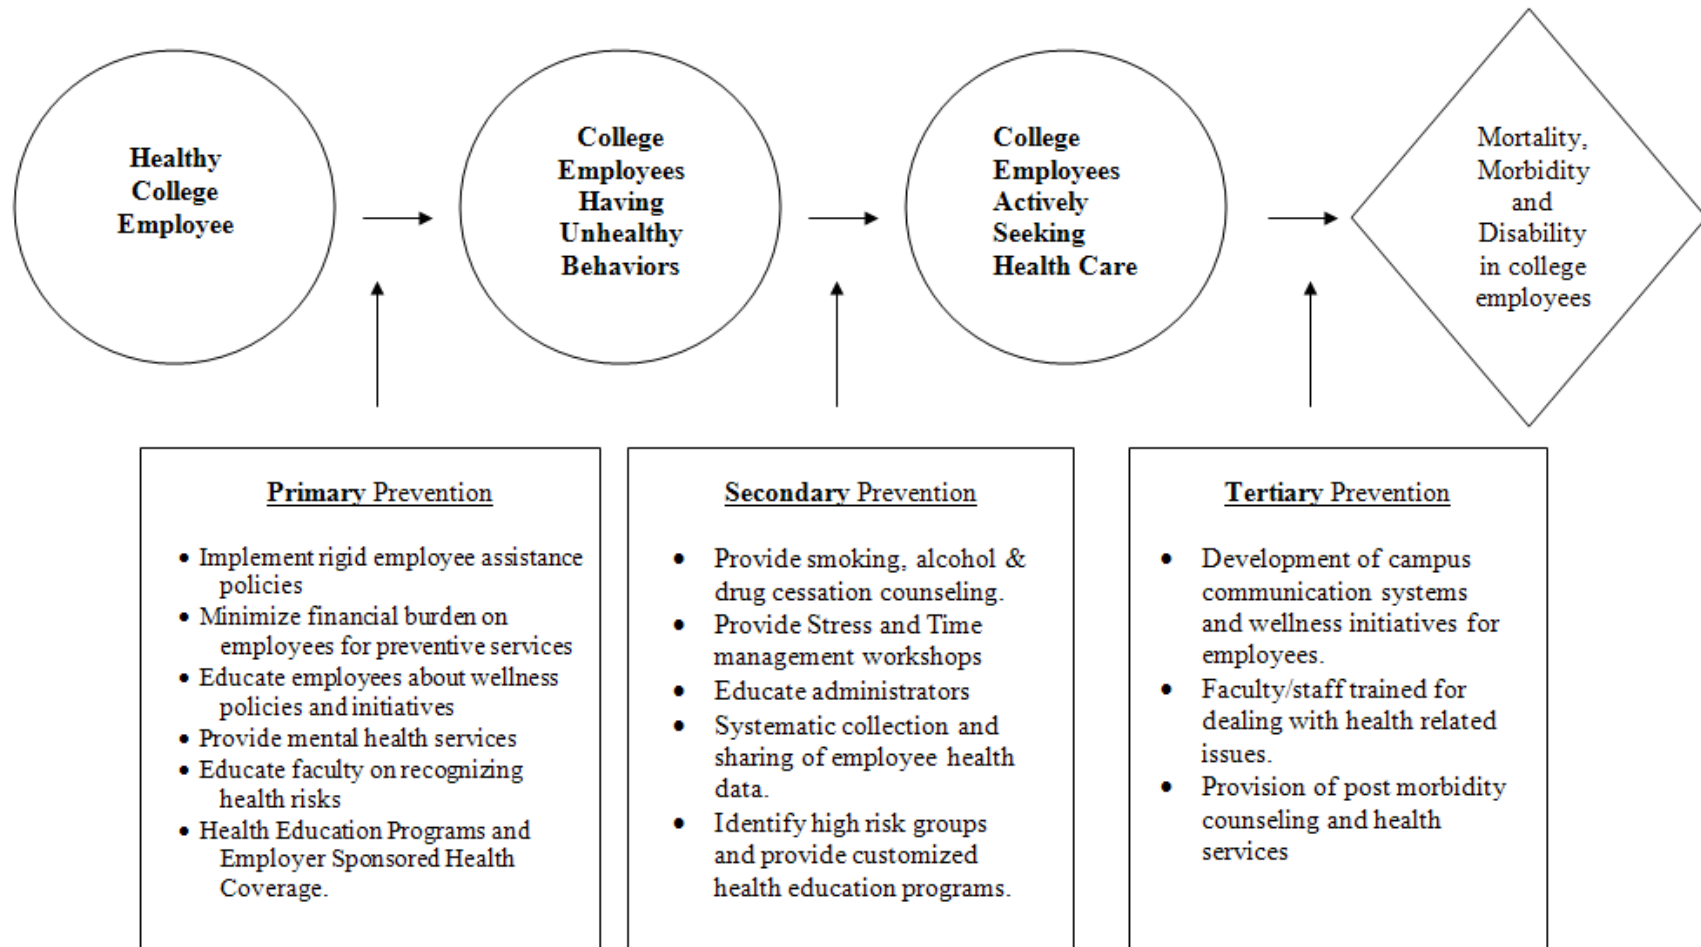 Healthy
College
Employee
College
Employees
Having
Unhealthy
Behaviors
College
Employees
Actively
Seeking
Health Care
Mortality,
Morbidity
and
Disability
in college
employees
Primary Prevention
• Implement rigid employee assistance
policies
• Minimize financial burden on
employees for preventive services
• Educate employees about wellness
policies and initiatives
• Provide mental health services
• Educate faculty on recognizing
health risks
• Health Education Programs and
Employer Sponsored Health
Coverage.
Secondary Prevention
• Provide smoking, alcohol &
drug cessation counseling.
• Provide Stress and Time
management workshops
• Educate administrators
• Systematic collection and
sharing of employee health
data.
• Identify high risk groups
and provide customized
health education programs.
Tertiary Prevention
• Development of campus
communication systems
and wellness initiatives for
employees.
• Faculty/staff trained for
dealing with health related
issues.
• Provision of post morbidity
counseling and health
services